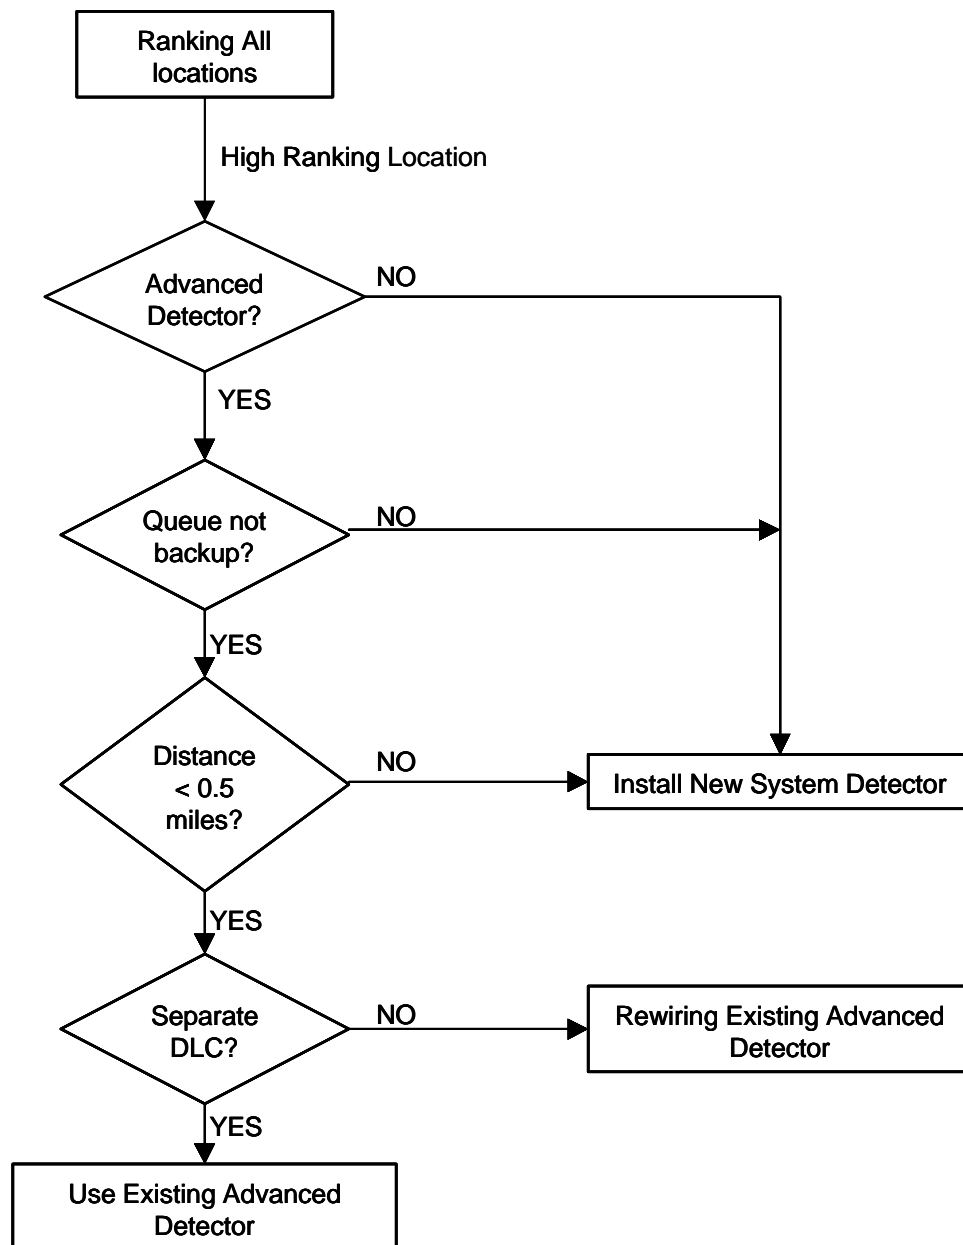 Ranking All
locations
High Ranking Location
Advanced
Detector?
NO
YES
Queue not
backup?
NO
YES
Distance
< 0.5
miles?
NO
Install New System Detector
YES
Separate
DLC?
NO
Rewiring Existing Advanced
Detector
YES
Use Existing Advanced
Detector